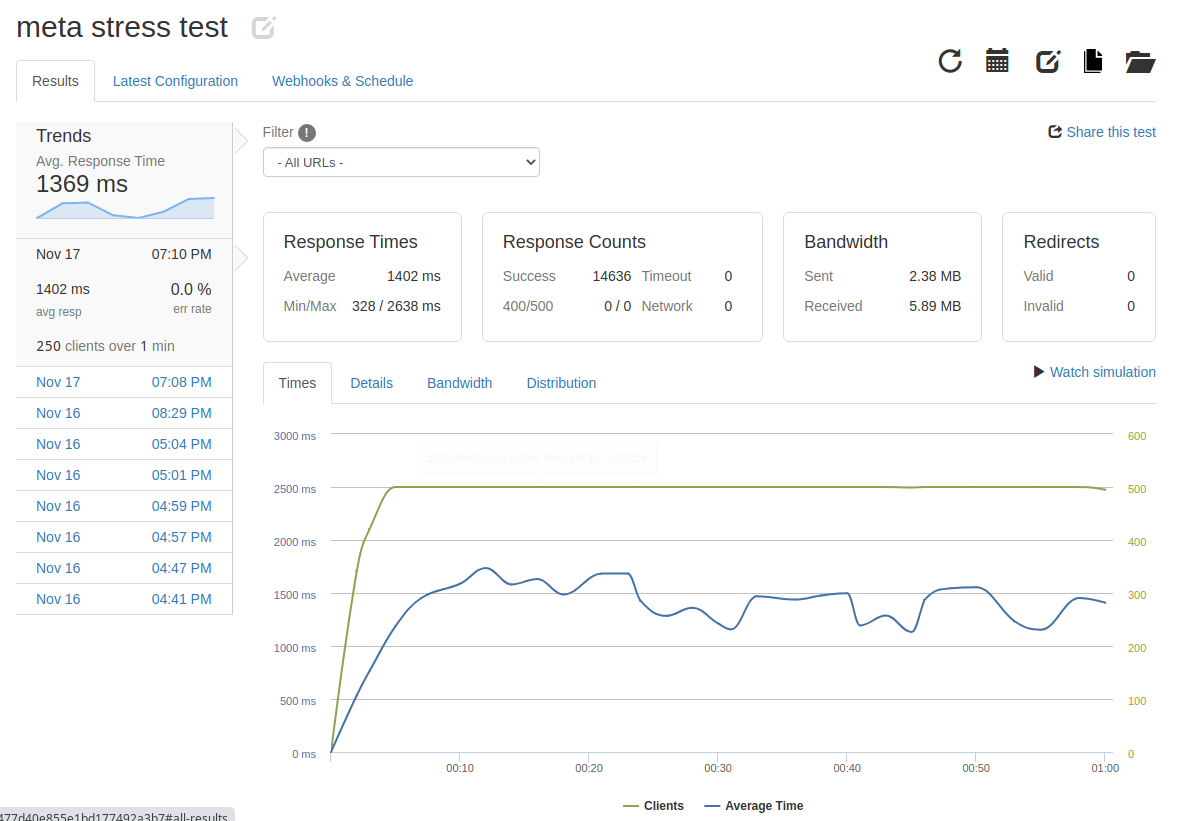 meta stress test
Results
Latest Configuration
Webhooks & Schedule
Trends
Avg. Response Time
1369 ms
Nov 17 07:10 PM
1402 ms 0.0 %
avg resp err rate
250 clients over 1 min
Nov 17 07:08 PM
Nov 16 08:29 PM
Nov 16 05:04 PM
Nov 16 05:01 PM
Nov 16 04:59 PM
Nov 16 04:57 PM
Nov 16 04:47 PM
Nov 16 04:41 PM
Filter !
- All URLs -
Share this test
Response Times
Average 1402 ms
Min/Max 328 / 2638 ms
Response Counts
Success 14636 Timeout 0
400/500 0 / 0 Network 0
Bandwidth
Sent 2.38 MB
Received 5.89 MB
Redirects
Valid 0
Invalid 0
Times Details Bandwidth Distribution
Watch simulation
500 clients/sec active from 00:14 to 00:16
3000 ms 600
2500 ms 500
2000 ms 400
1500 ms 300
1000 ms 200
500 ms 100
0 ms 0
00:10 00:20 00:30 00:40 00:50 01:00
Clients Average Time
477d40e855e1bd177492a3b7#all-results